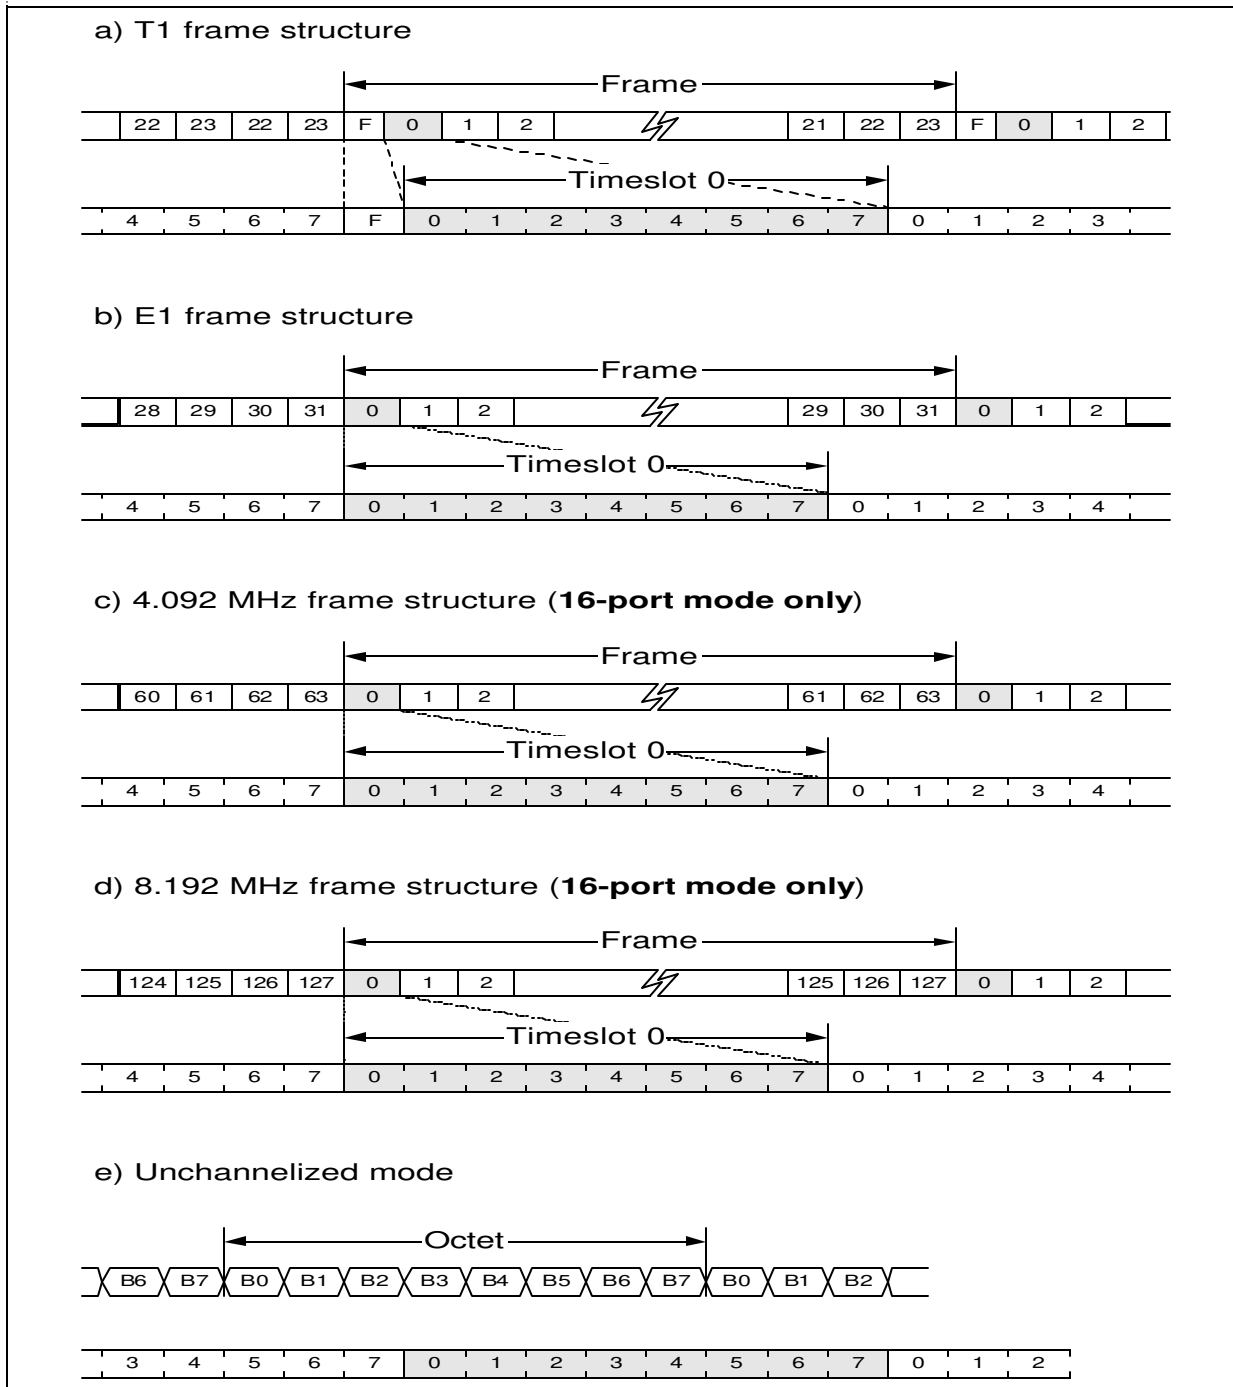 a) T1 frame structure
Frame
22 23 22 23 F 0 1 2 21 22 23 F 0 1 2
Timeslot 0
4 5 6 7 F 0 1 2 3 4 5 6 7 0 1 2 3
b) E1 frame structure
Frame
28 29 30 31 0 1 2 29 30 31 0 1 2
Timeslot 0
4 5 6 7 0 1 2 3 4 5 6 7 0 1 2 3 4
c) 4.092 MHz frame structure (16-port mode only)
Frame
60 61 62 63 0 1 2 61 62 63 0 1 2
Timeslot 0
4 5 6 7 0 1 2 3 4 5 6 7 0 1 2 3 4
d) 8.192 MHz frame structure (16-port mode only)
Frame
124 125 126 127 0 1 2 125 126 127 0 1 2
Timeslot 0
4 5 6 7 0 1 2 3 4 5 6 7 0 1 2 3 4
e) Unchannelized mode
Octet
B6 B7 B0 B1 B2 B3 B4 B5 B6 B7 B0 B1 B2
3 4 5 6 7 0 1 2 3 4 5 6 7 0 1 2